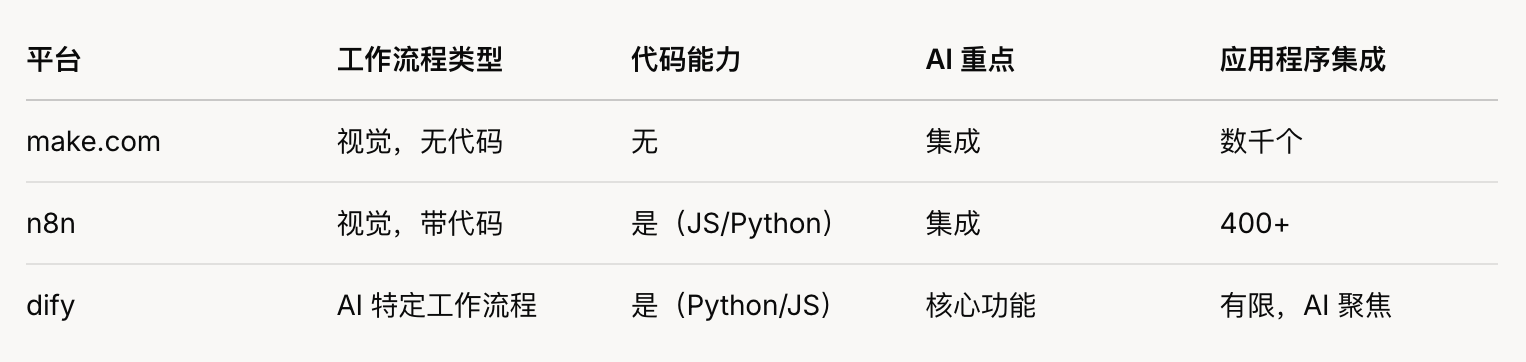 平台 工作流程类型 代码能力 AI 重点 应用程序集成
make.com 视觉，无代码 无 集成 数千个
n8n 视觉，带代码 是（JS/Python） 集成 400+
dify AI 特定工作流程 是（Python/JS） 核心功能 有限，AI 聚焦